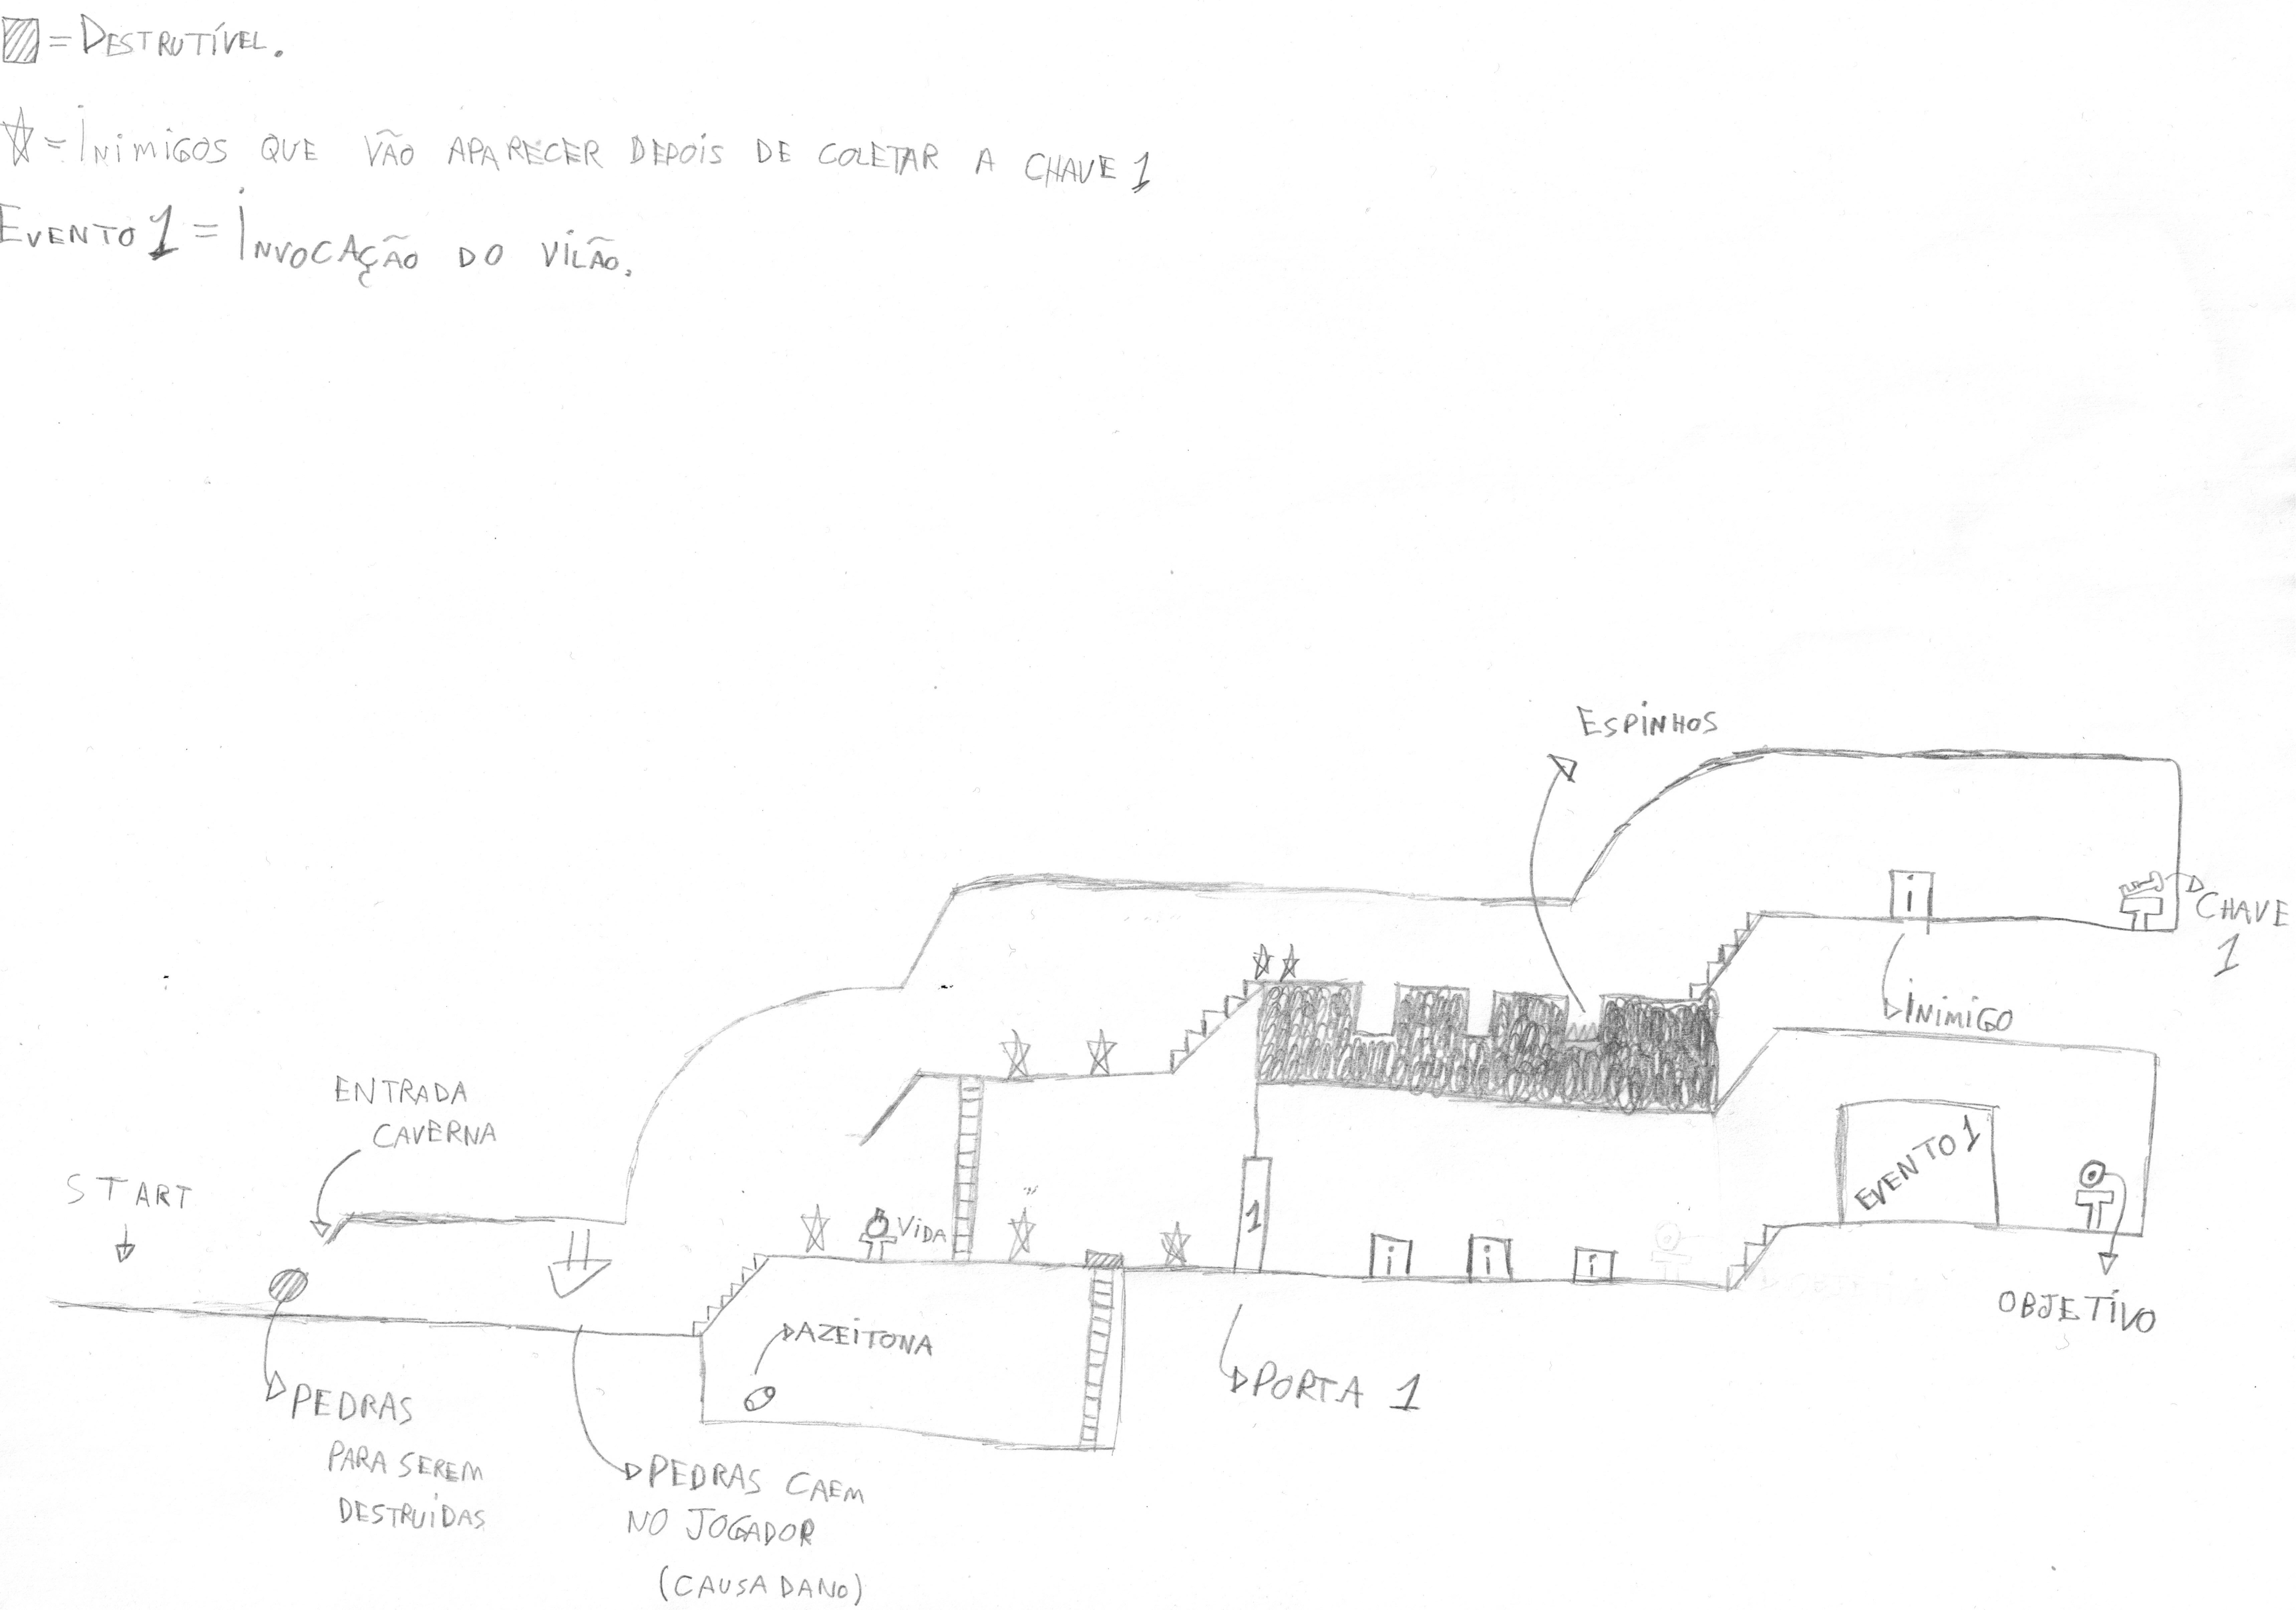 = DESTRUTÍVEL.
= INIMIGOS QUE VÃO APARECER DEPOIS DE COLETAR A CHAVE 1
EVENTO 1 = INVOCAÇÃO DO VILÃO.
ESPINHOS
i
CHAVE
1
INIMIGO
ENTRADA
CAVERNA
START
EVENTO 1
VIDA
1
i
i
i
OBJETIVO
AZEITONA
PORTA 1
PEDRAS
PARA SEREM
DESTRUIDAS
PEDRAS CAEM
NO JOGADOR
(CAUSA DANO)